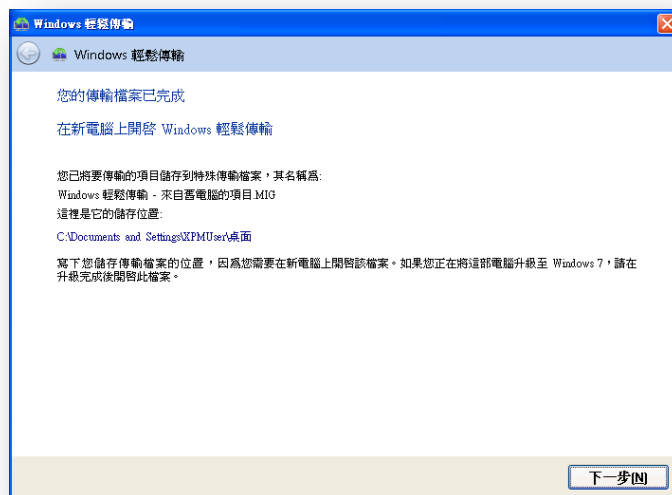 Windows 輕鬆傳輸
Windows 輕鬆傳輸
您的傳輸檔案已完成
在新電腦上開啟 Windows 輕鬆傳輸
您已將要傳輸的項目儲存到特殊傳輸檔案，其名稱為:
Windows 輕鬆傳輸 - 來自舊電腦的項目.MIG
這裡是它的儲存位置:
C:\Documents and Settings\XPMUser\桌面
寫下您儲存傳輸檔案的位置，因為您需要在新電腦上開啟該檔案。如果您正在將這部電腦升級至 Windows 7，請在
升級完成後開啟此檔案。
下一步(N)